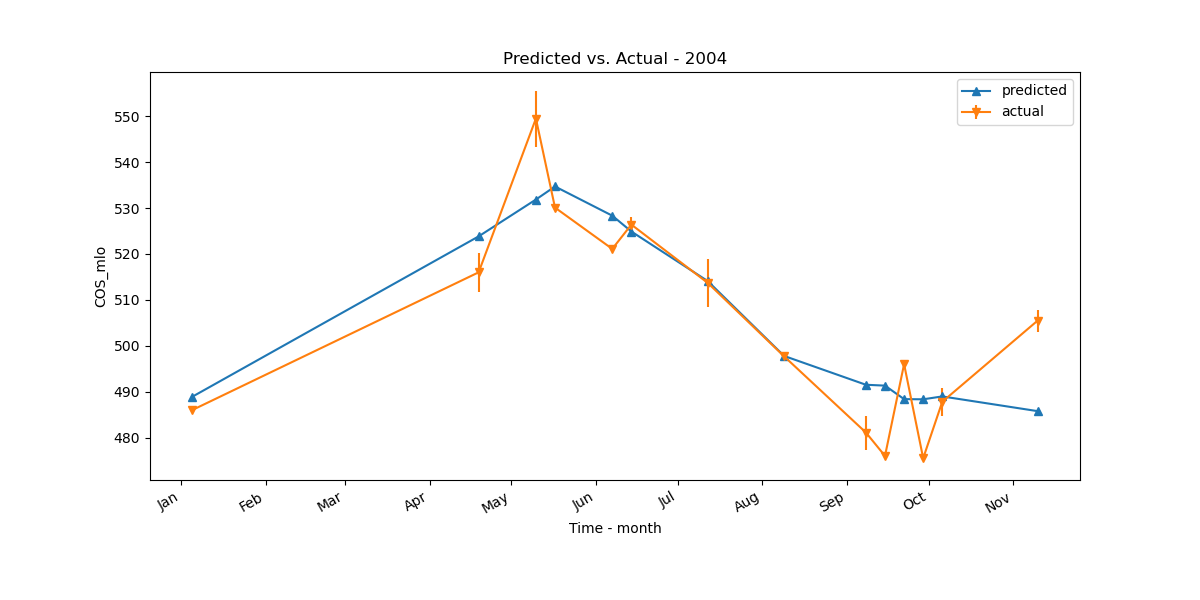 Predicted vs. Actual - 2004
predicted
actual
COS_mlo
550
540
530
520
510
500
490
480
Jan
Feb
Mar
Apr
May
Jun
Jul
Aug
Sep
Oct
Nov
Time - month